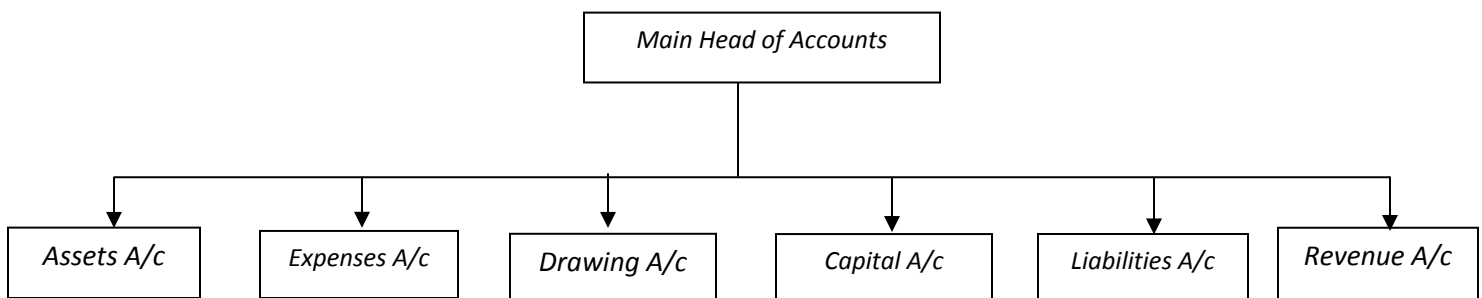 Main Head of Accounts
Assets A/c
Expenses A/c
Drawing A/c
Capital A/c
Liabilities A/c
Revenue A/c